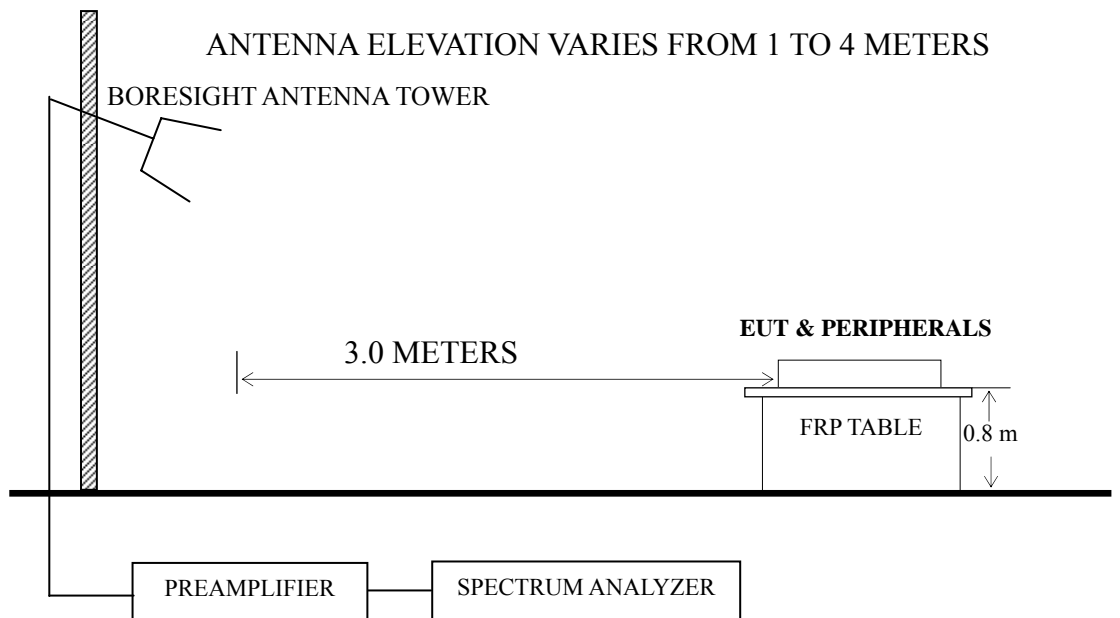 ANTENNA ELEVATION VARIES FROM 1 TO 4 METERS
BORESIGHT ANTENNA TOWER
EUT & PERIPHERALS
3.0 METERS
FRP TABLE
0.8 m
PREAMPLIFIER
SPECTRUM ANALYZER